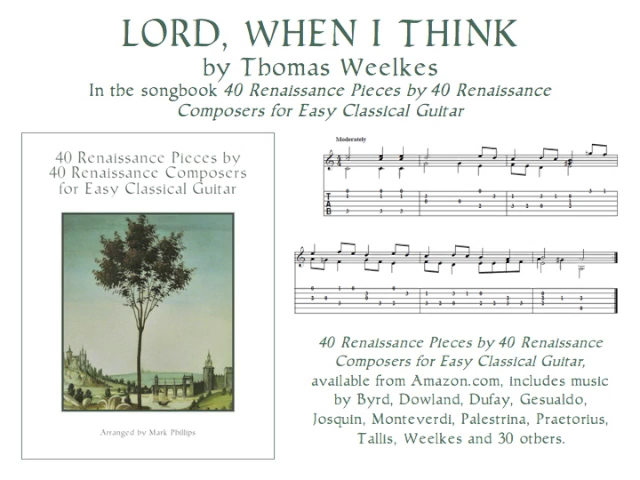 LORD, WHEN I THINK
by Thomas Weelkes
In the songbook 40 Renaissance Pieces by 40 Renaissance
Composers for Easy Classical Guitar
40 Renaissance Pieces by
40 Renaissance Composers
for Easy Classical Guitar
Arranged by Mark Phillips
Moderately
40 Renaissance Pieces by 40 Renaissance
Composers for Easy Classical Guitar,
available from Amazon.com, includes music
by Byrd, Dowland, Dufay, Gesualdo,
Josquin, Monteverdi, Palestrina, Praetorius,
Tallis, Weelkes and 30 others.